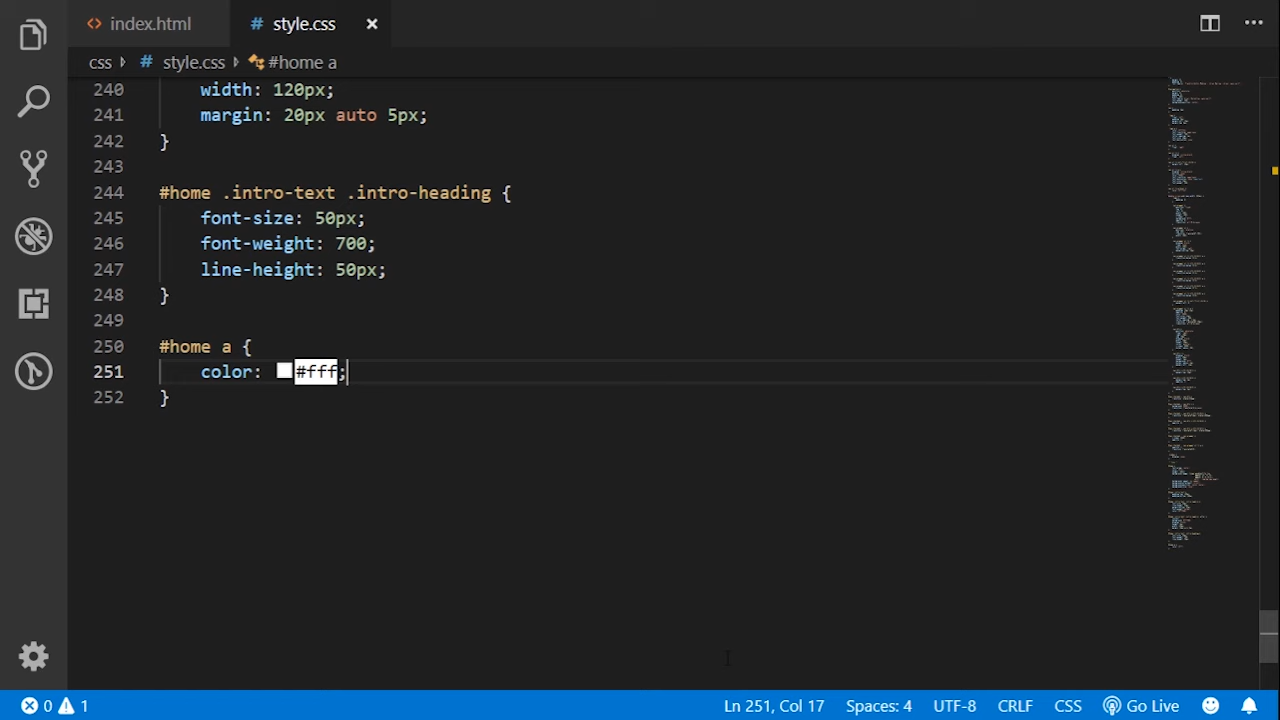 index.html
style.css
css
style.css
#home a
240 width: 120px;
241 margin: 20px auto 5px;
242 }
243
244 #home .intro-text .intro-heading {
245 font-size: 50px;
246 font-weight: 700;
247 line-height: 50px;
248 }
249
250 #home a {
251 color: #fff;
252 }
0 1
Ln 251, Col 17
Spaces: 4
UTF-8
CRLF
CSS
Go Live